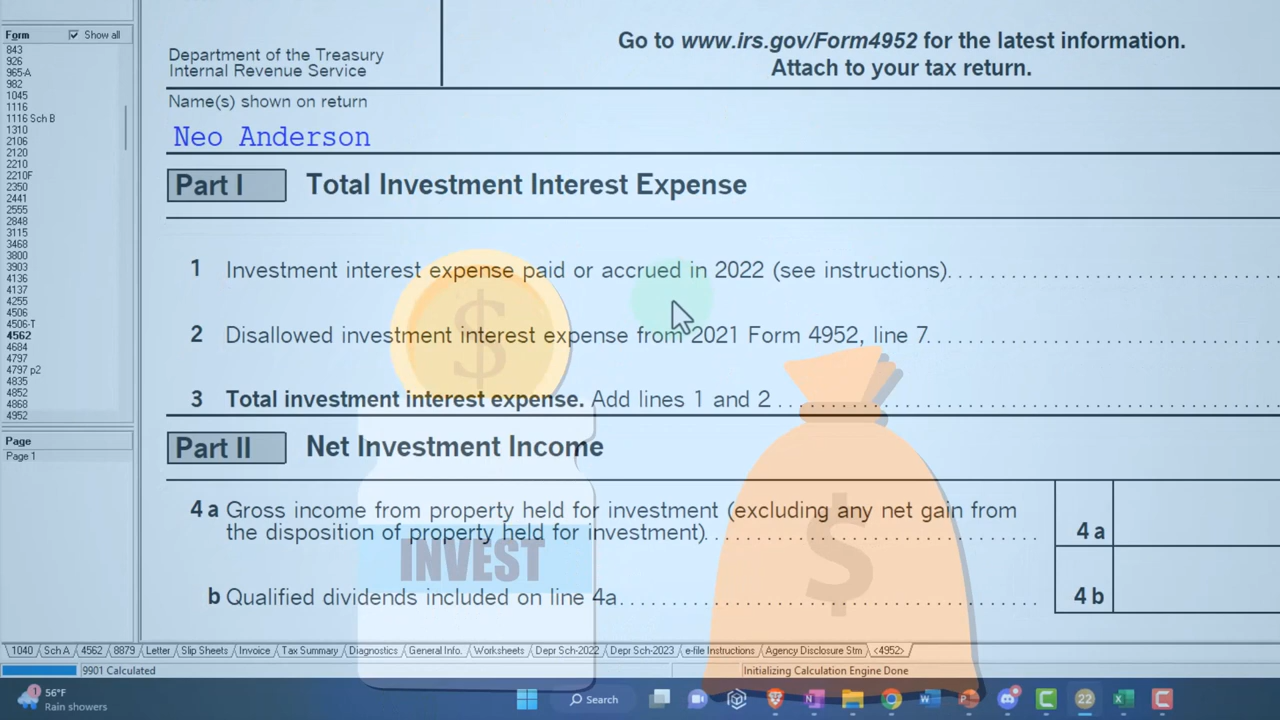 Form
Show all
843
926
965-A
982
1045
1116
1116 Sch B
1310
2106
2120
2210
2210F
2350
2441
2555
2848
3115
3468
3800
3903
4136
4137
4255
4506
4506-T
4562
4684
4797
4797 p2
4835
4852
4868
4952
Page
Page 1
Department of the Treasury
Internal Revenue Service
Go to www.irs.gov/Form4952 for the latest information.
Attach to your tax return.
Name(s) shown on return
Neo Anderson
Part I Total Investment Interest Expense
1 Investment interest expense paid or accrued in 2022 (see instructions)
2 Disallowed investment interest expense from 2021 Form 4952, line 7
3 Total investment interest expense. Add lines 1 and 2
Part II Net Investment Income
4 a Gross income from property held for investment (excluding any net gain from
the disposition of property held for investment) 4 a
INVEST
b Qualified dividends included on line 4a 4 b
1040 Sch A 4562 8879 Letter Slip Sheets Invoice Tax Summary Diagnostics General Info. Worksheets Depr Sch-2022 Depr Sch-2023 e-file Instructions Agency Disclosure Stm <4952>
9901 Calculated Initializing Calculation Engine Done
1 56°F
Rain showers
Search
22